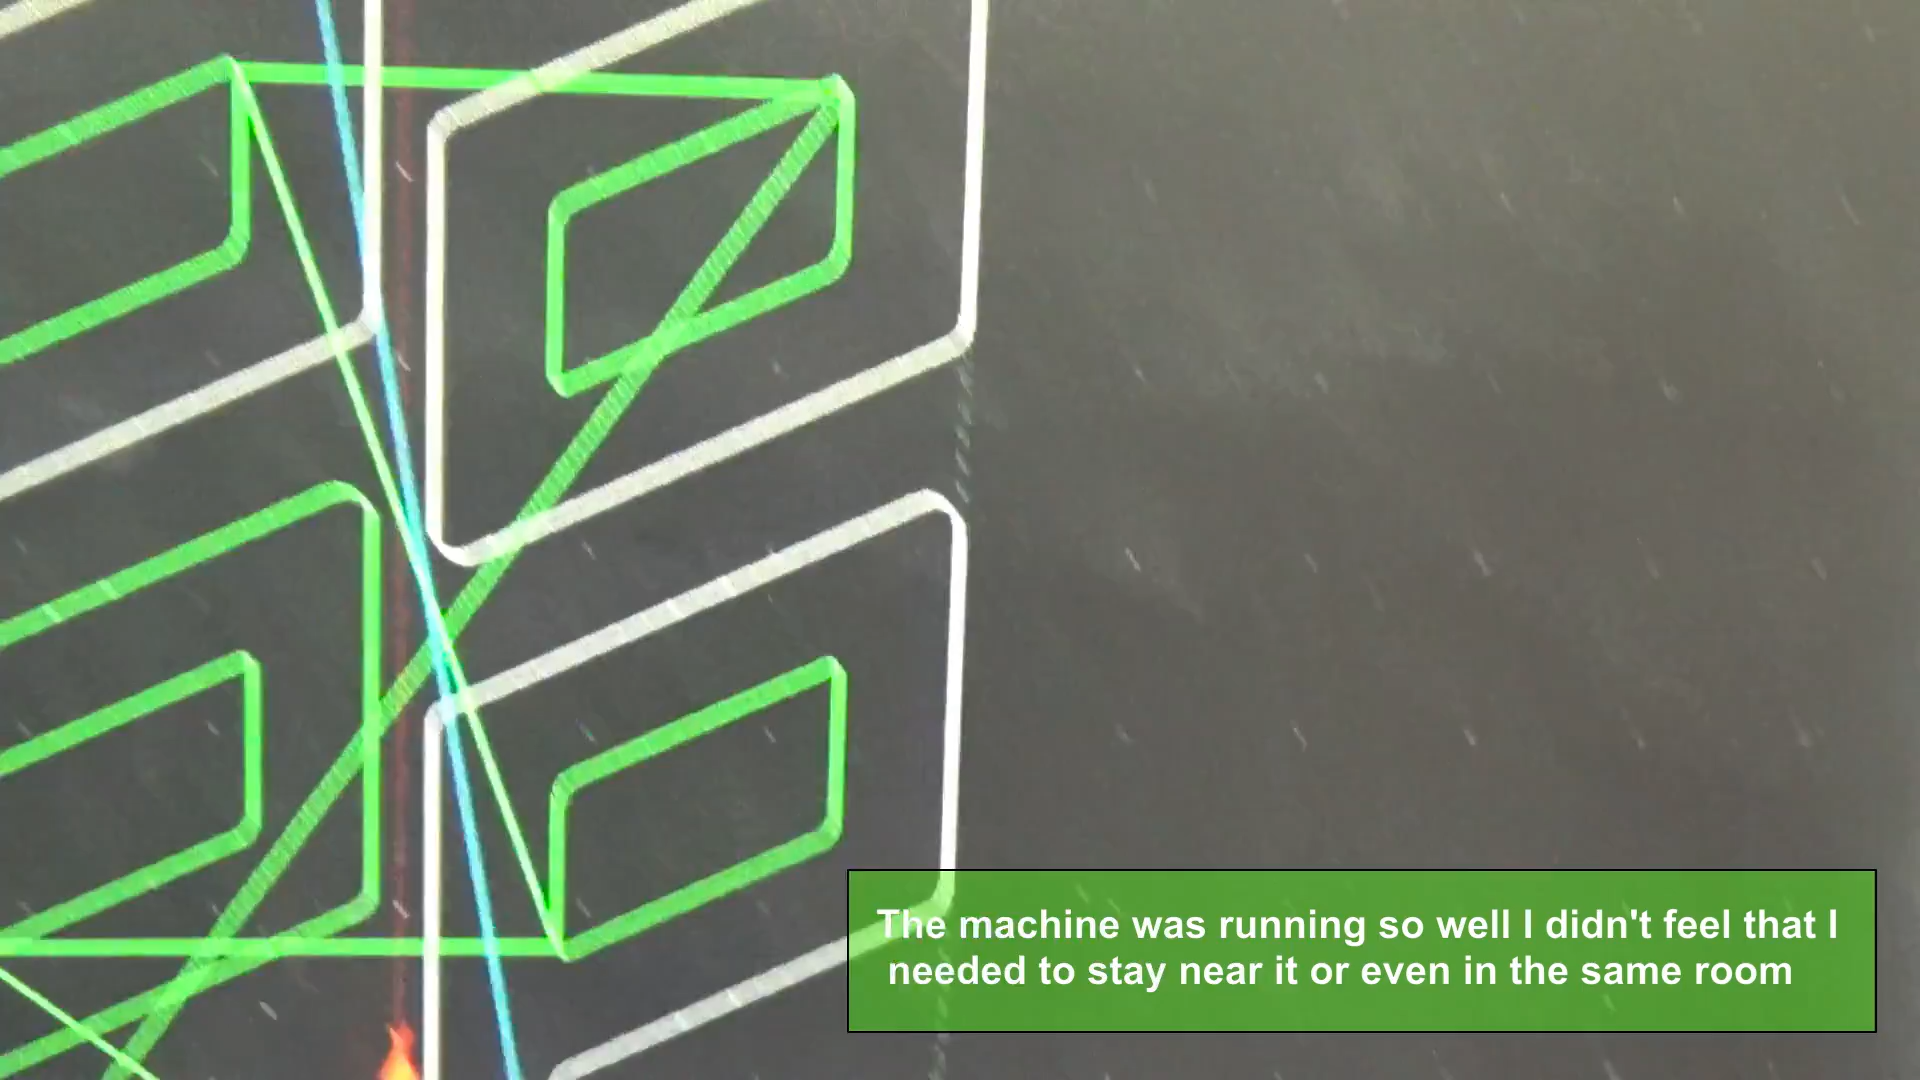 The machine was running so well I didn't feel that I
needed to stay near it or even in the same room